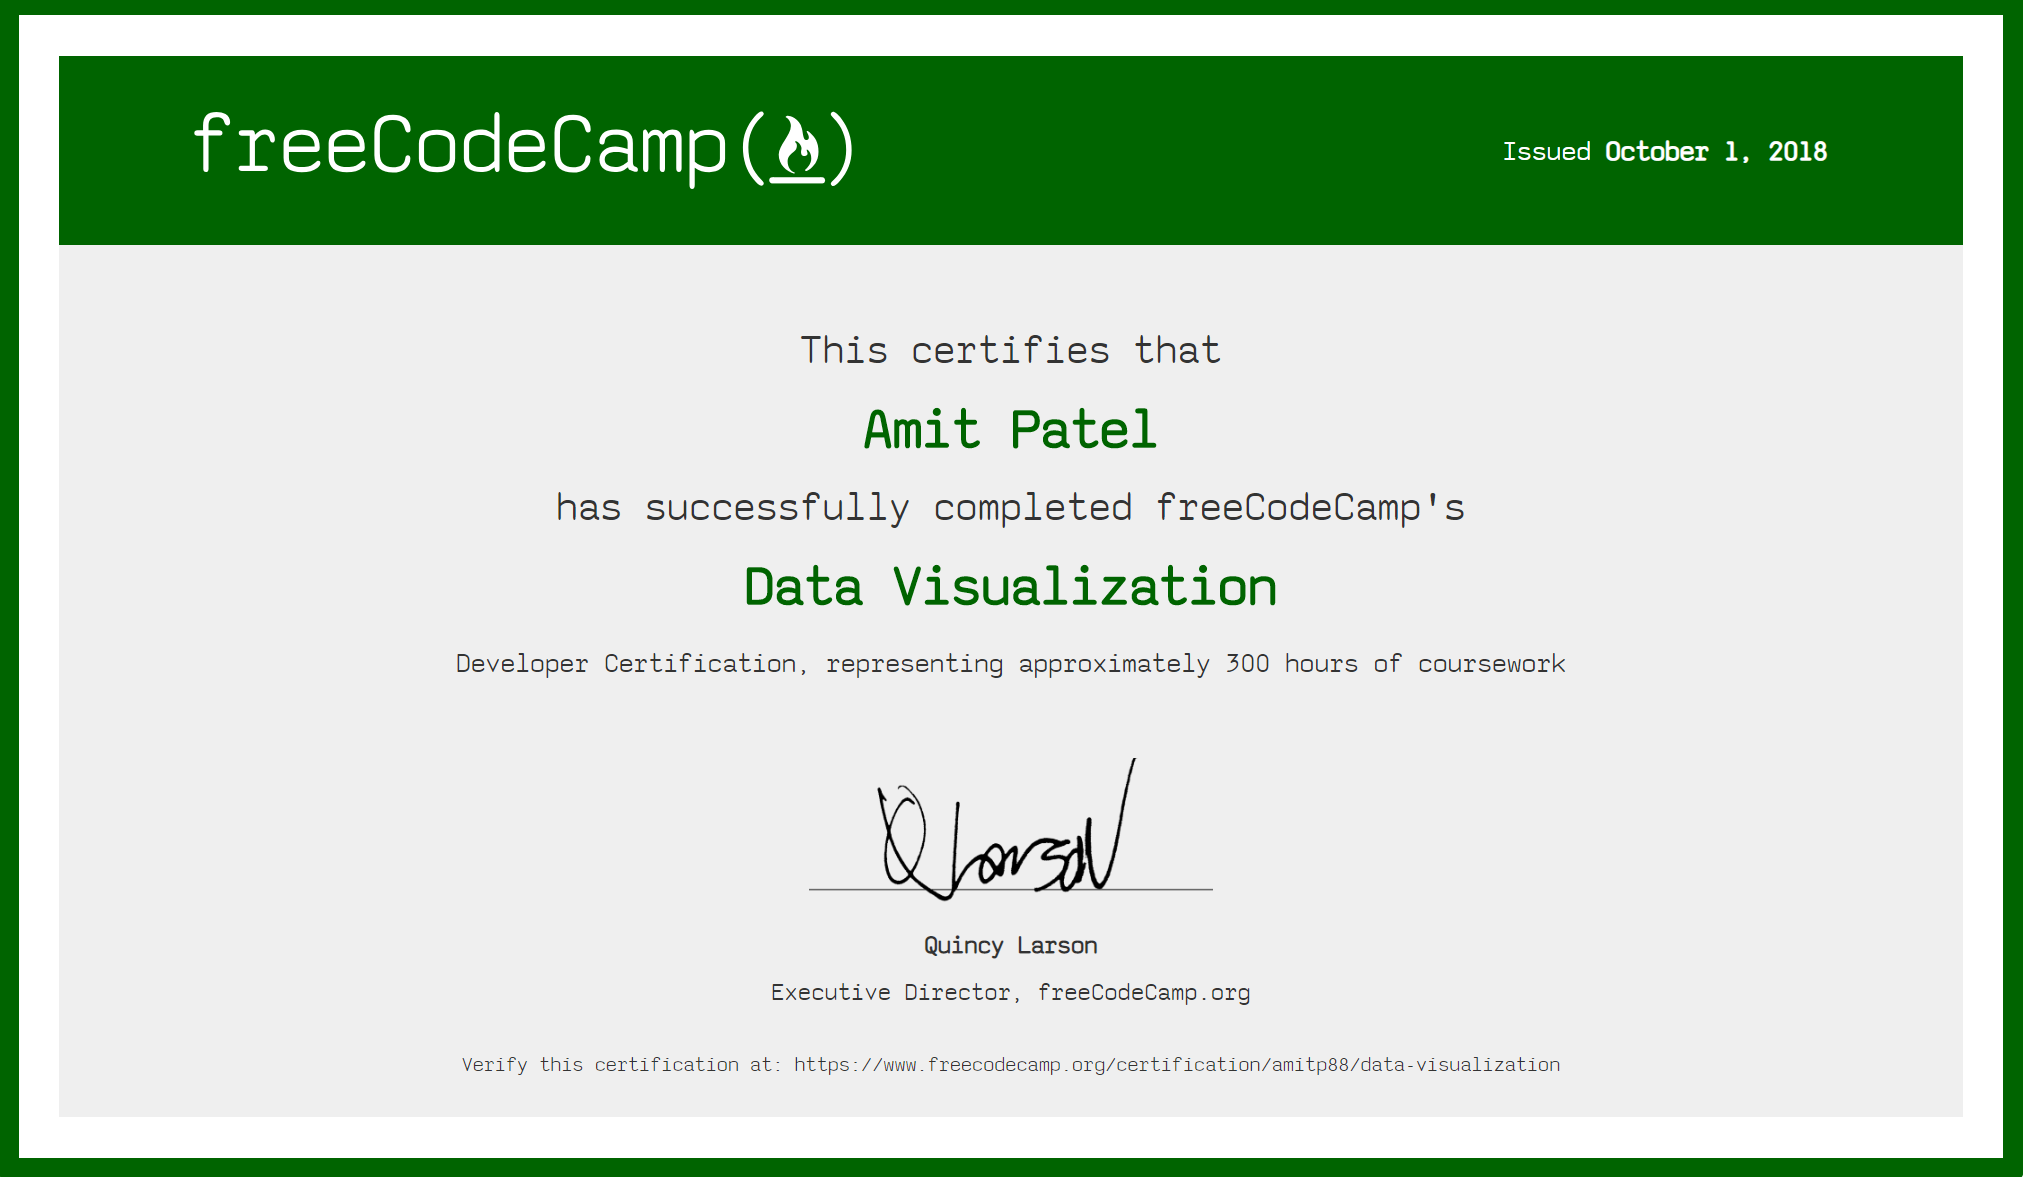 freeCodeCamp(🔥)
Issued October 1, 2018
This certifies that
Amit Patel
has successfully completed freeCodeCamp's
Data Visualization
Developer Certification, representing approximately 300 hours of coursework
Q Larson
Quincy Larson
Executive Director, freeCodeCamp.org
Verify this certification at: https://www.freecodecamp.org/certification/amitp88/data-visualization